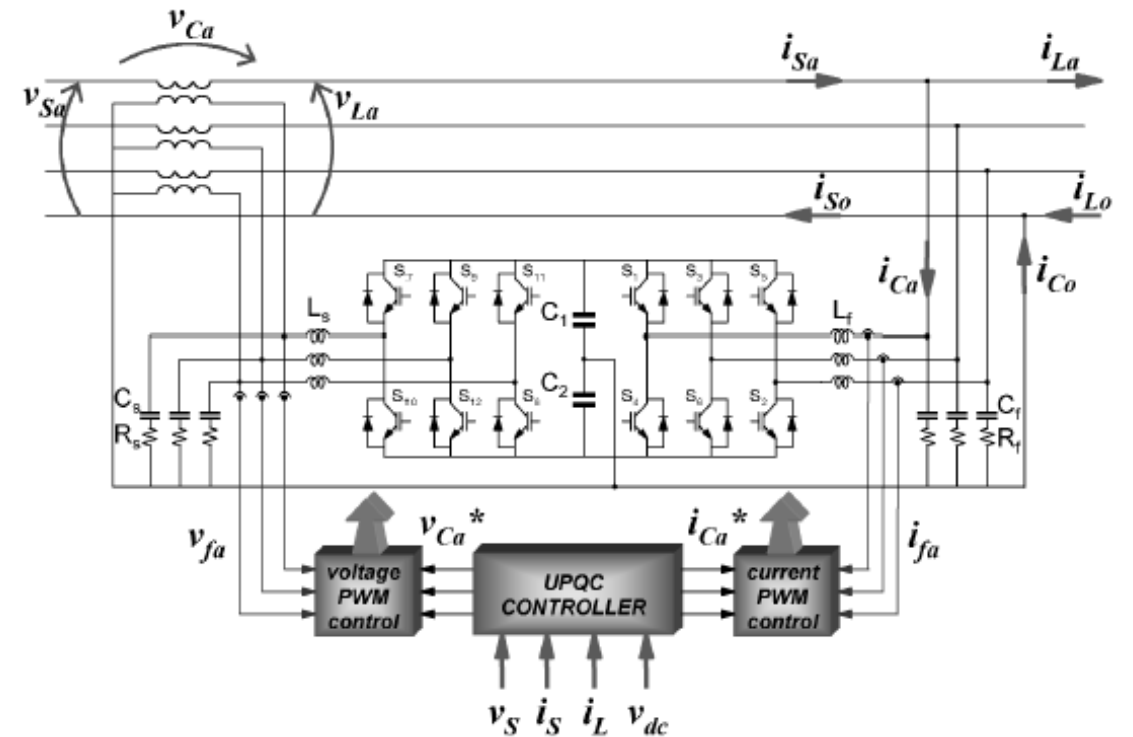 vCa
iSa
iLa
vSa
vLa
iSo
iLo
S7
S9
S11
S1
S3
S5
iCa
iCo
Ls
C1
Lf
C2
S10
S12
S8
S4
S6
S2
Cs
Cf
Rs
Rf
vfa
vCa*
iCa*
ifa
voltage
PWM
control
UPQC
CONTROLLER
current
PWM
control
vS
iS
iL
vdc